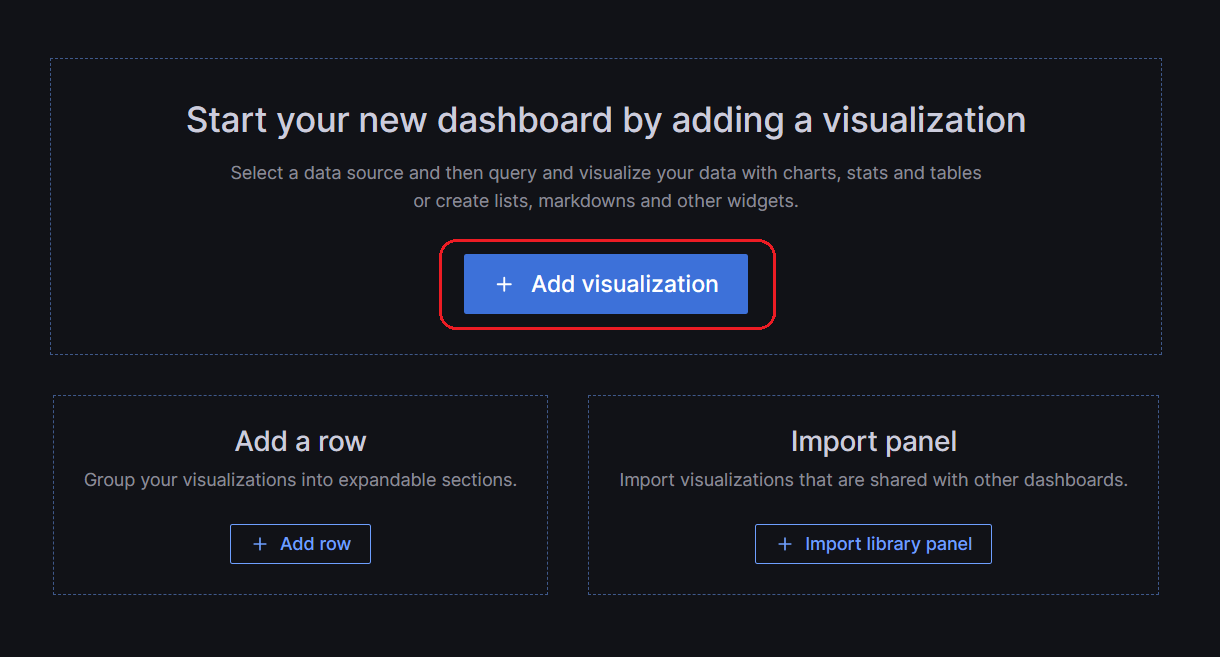 Start your new dashboard by adding a visualization
Select a data source and then query and visualize your data with charts, stats and tables
or create lists, markdowns and other widgets.
+ Add visualization
Add a row
Group your visualizations into expandable sections.
+ Add row
Import panel
Import visualizations that are shared with other dashboards.
+ Import library panel